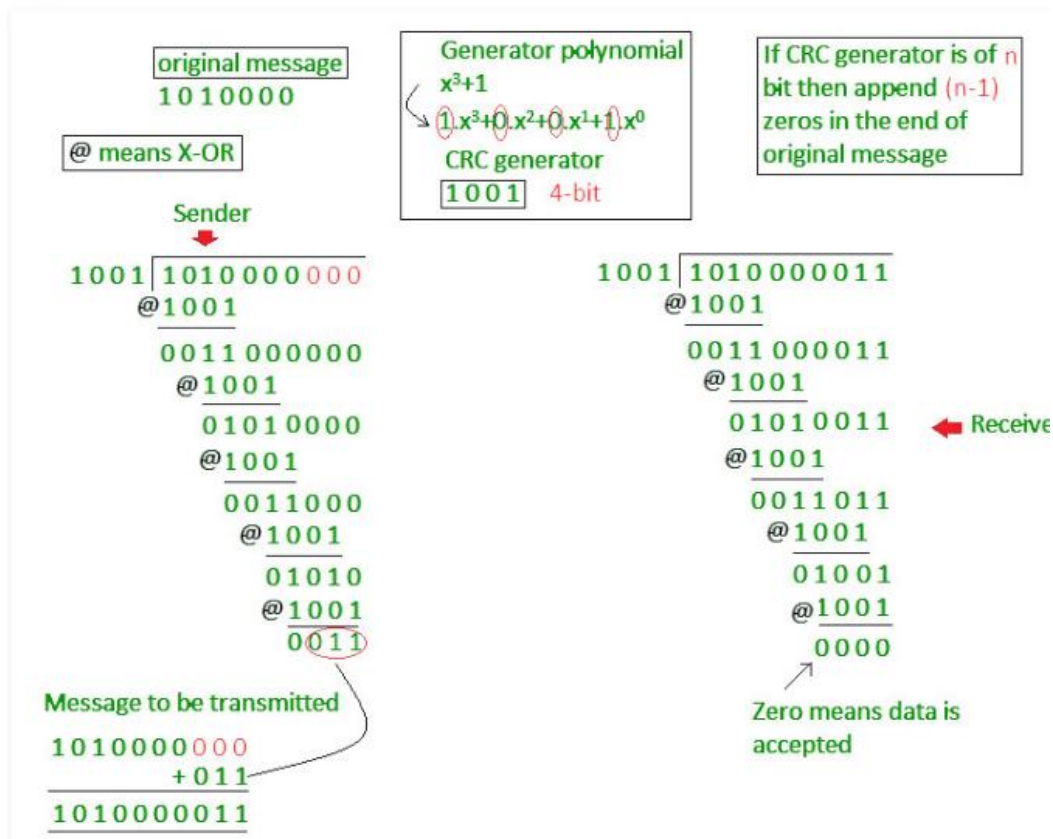 original message
1010000
@ means X-OR
Generator polynomial
x³+1
1.x³+0.x²+0.x¹+1.x⁰
CRC generator
1001 4-bit
If CRC generator is of n
bit then append (n-1)
zeros in the end of
original message
Sender
1001 1010000000
@1001
0011000000
@1001
01010000
@1001
0011000
@1001
01010
@1001
0011
Message to be transmitted
1010000000
+011
1010000011
1001 1010000011
@1001
0011000011
@1001
01010011
@1001
0011011
@1001
01001
@1001
0000
Receive
Zero means data is
accepted